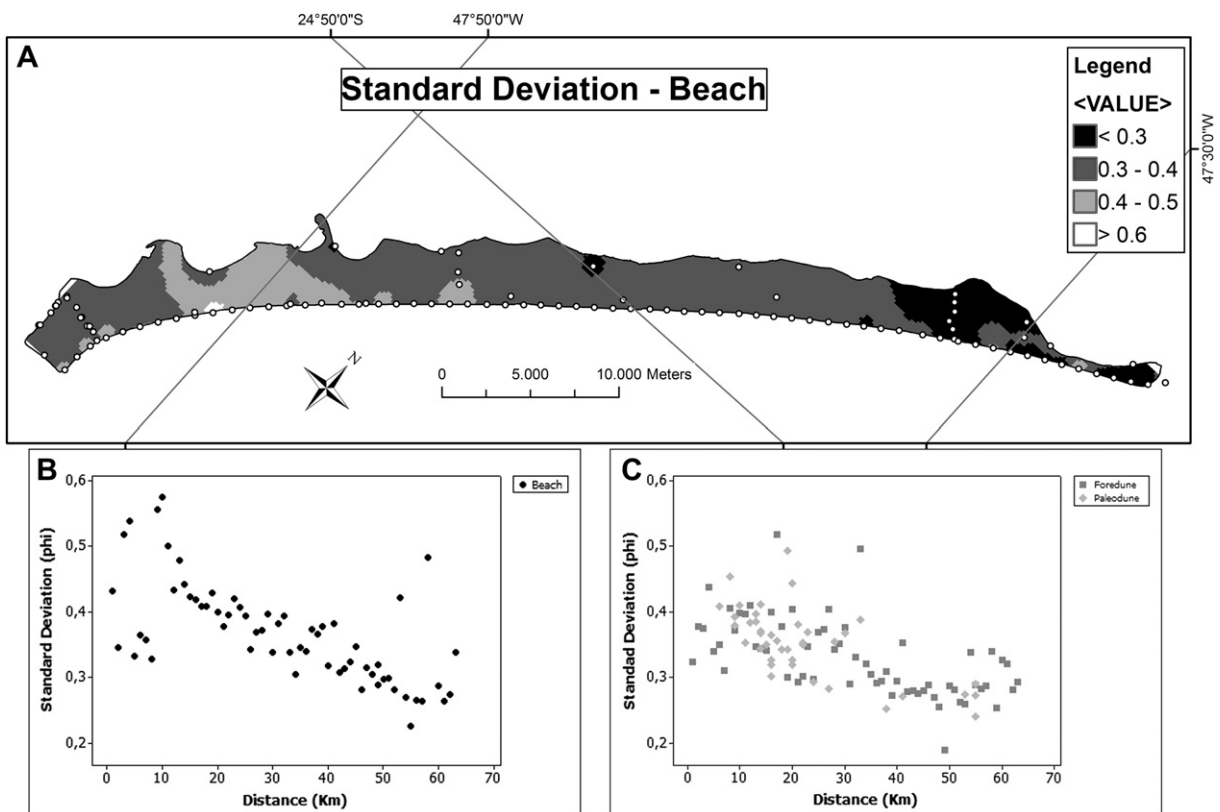 24°50'0"S
47°50'0"W
A
Standard Deviation - Beach
Legend
<VALUE>
< 0.3
0.3 - 0.4
0.4 - 0.5
> 0.6
47°30'0"W
N
0
5.000
10.000 Meters
B
Beach
Standard Deviation (phi)
0,6
0,5
0,4
0,3
0,2
0
10
20
30
40
50
60
70
Distance (Km)
C
Foredune
Paleodune
Standad Deviation (phi)
0,6
0,5
0,4
0,3
0,2
0
10
20
30
40
50
60
70
Distance (Km)